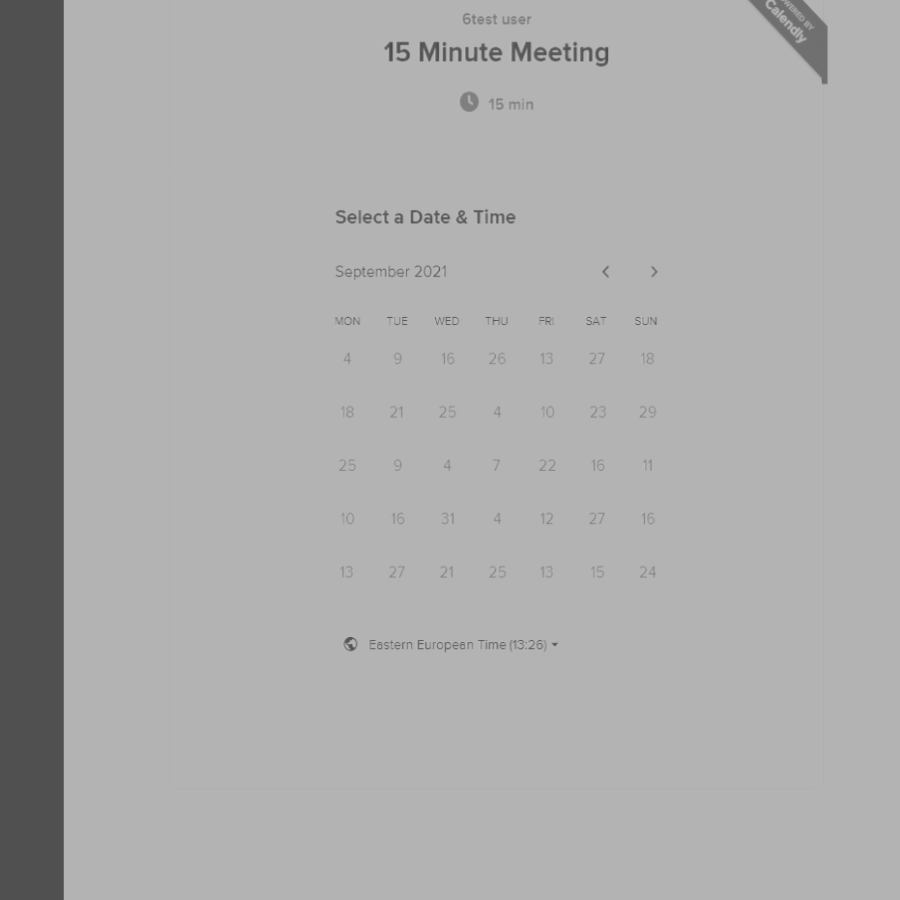 6test user
POWERED BY
Calendly
15 Minute Meeting
15 min
Select a Date & Time
September 2021
MON TUE WED THU FRI SAT SUN
4 9 16 26 13 27 18
18 21 25 4 10 23 29
25 9 4 7 22 16 11
10 16 31 4 12 27 16
13 27 21 25 13 15 24
Eastern European Time (13:26)